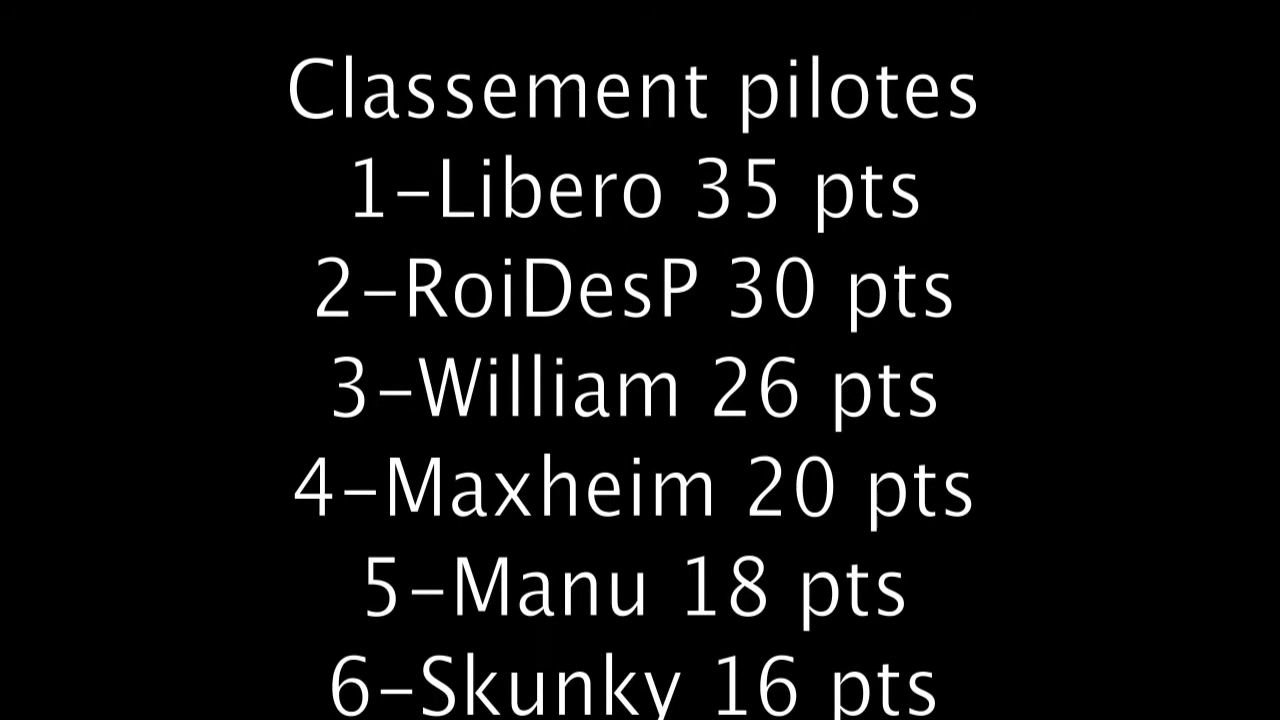 Classement pilotes
1-Libero 35 pts
2-RoiDesP 30 pts
3-William 26 pts
4-Maxheim 20 pts
5-Manu 18 pts
6-Skunky 16 pts